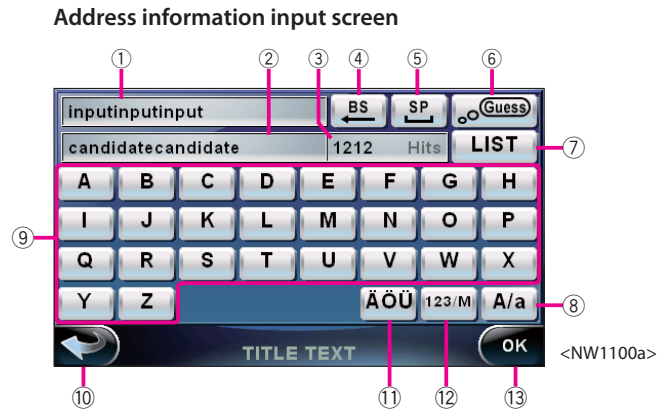 Address information input screen
① ② ③ ④ ⑤ ⑥
inputinputinput BS SP Guess
candidatecandidate 1212 Hits LIST ⑦
A B C D E F G H
I J K L M N O P
⑨
Q R S T U V W X
Y Z ÄÖÜ 123/M A/a ⑧
TITLE TEXT OK <NW1100a>
⑩ ⑪ ⑫ ⑬